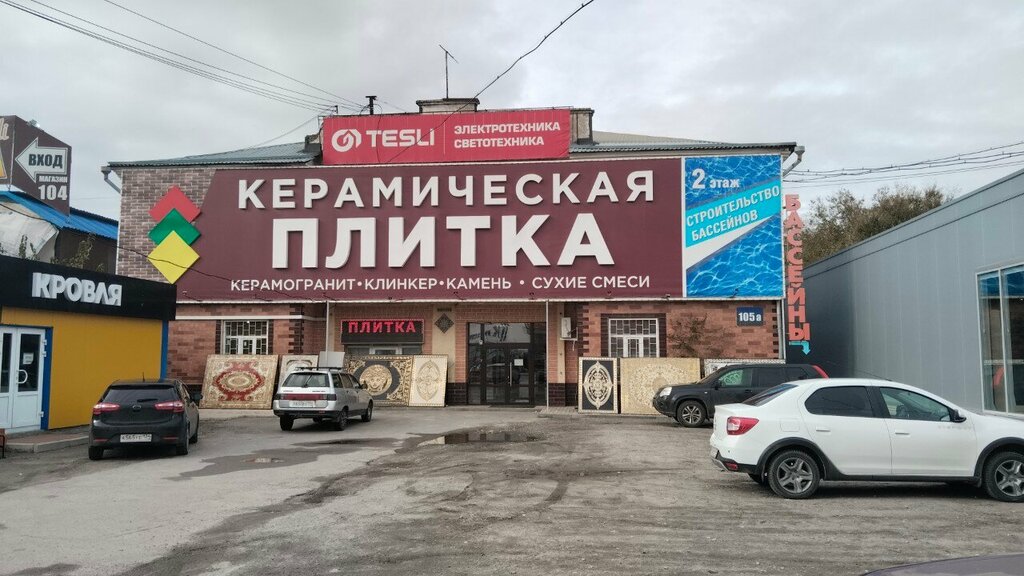 TESLI
ЭЛЕКТРОТЕХНИКА
СВЕТОТЕХНИКА
ВХОД
МАГАЗИН
104
КЕРАМИЧЕСКАЯ
ПЛИТКА
КЕРАМОГРАНИТ•КЛИНКЕР•КАМЕНЬ • СУХИЕ СМЕСИ
2 этаж
СТРОИТЕЛЬСТВО
БАССЕЙНОВ
БАССЕЙНЫ
КРОВЛЯ
ПЛИТКА
105а